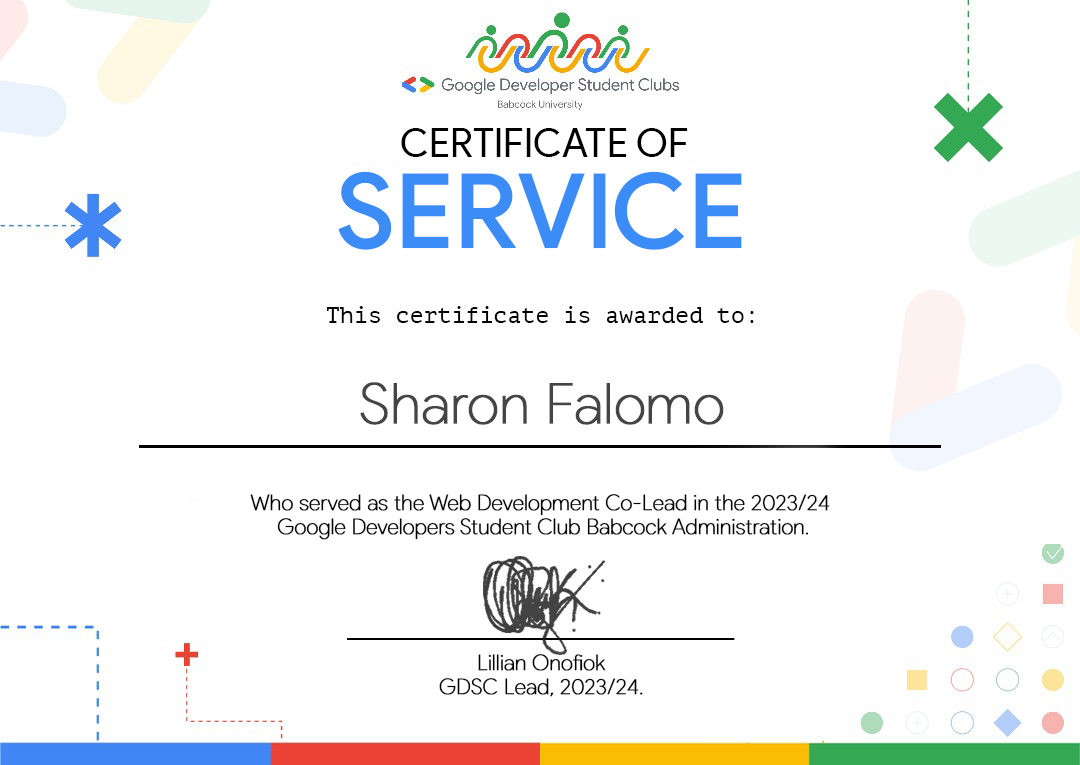 Google Developer Student Clubs
Babcock University
CERTIFICATE OF
SERVICE
This certificate is awarded to:
Sharon Falomo
Who served as the Web Development Co-Lead in the 2023/24
Google Developers Student Club Babcock Administration.
Lillian Onofiok
GDSC Lead, 2023/24.